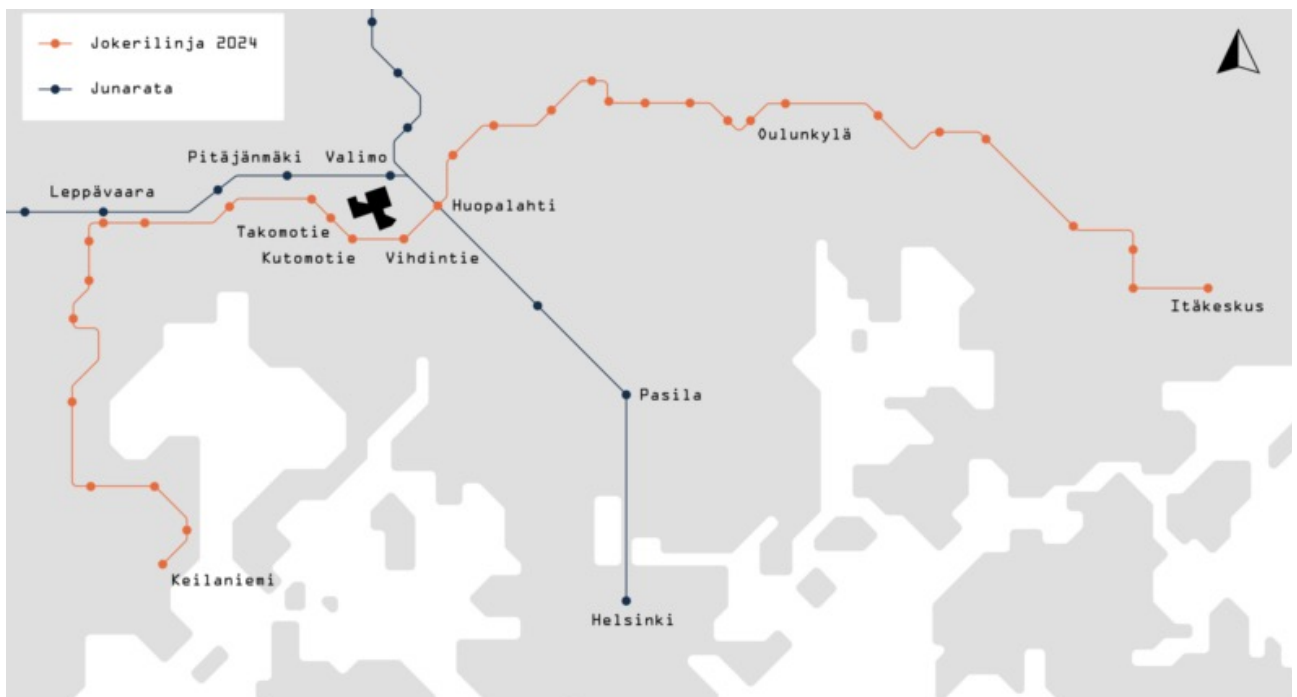 Jokerilinja 2024
Junarata
Pitäjänmäki
Valimo
Oulunkylä
Leppävaara
Huopalahti
Takomotie
Kutomotie
Vihdintie
Itäkeskus
Pasila
Keilaniemi
Helsinki